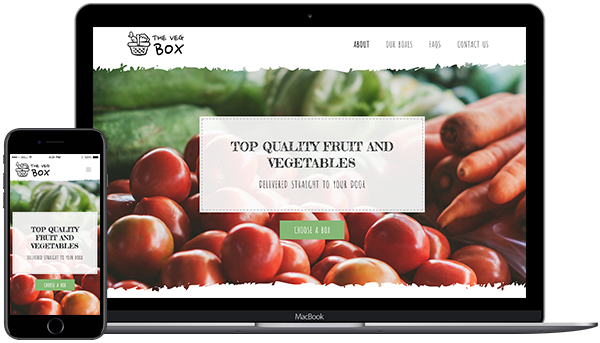 THE VEG
BOX
ABOUT OUR BOXES FAQS CONTACT US
TOP QUALITY FRUIT AND
VEGETABLES
DELIVERED STRAIGHT TO YOUR DOOR
CHOOSE A BOX
MacBook
4:21 PM
THE VEG
BOX
TOP QUALITY
FRUIT AND
VEGETABLES
DELIVERED STRAIGHT TO YOUR DOOR
CHOOSE A BOX